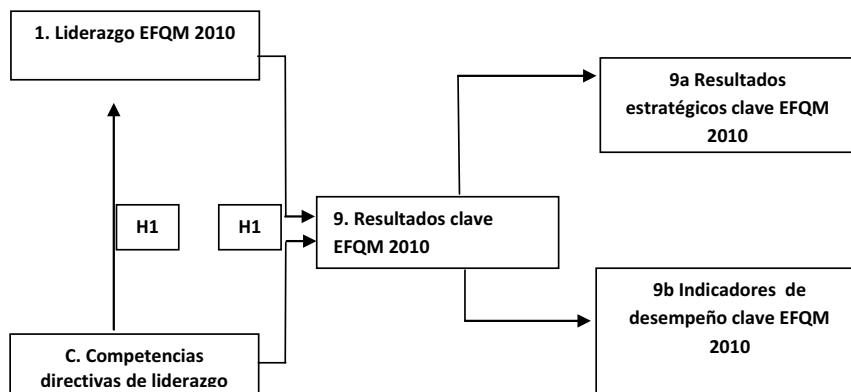 1. Liderazgo EFQM 2010
9a Resultados
estratégicos clave EFQM
2010
H1
H1
9. Resultados clave
EFQM 2010
9b Indicadores de
desempeño clave EFQM
2010
C. Competencias
directivas de liderazgo